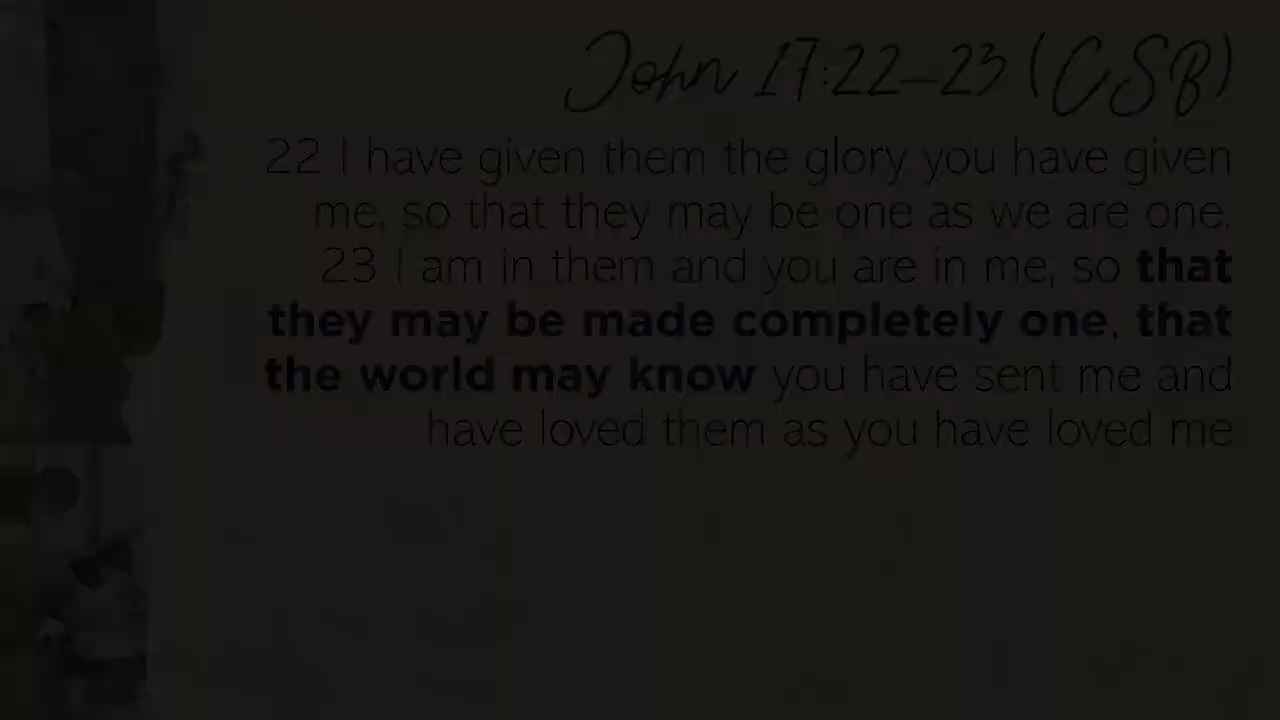 John 17:22–23 (CSB)
22 I have given them the glory you have given
me, so that they may be one as we are one.
23 I am in them and you are in me, so that
they may be made completely one, that
the world may know you have sent me and
have loved them as you have loved me